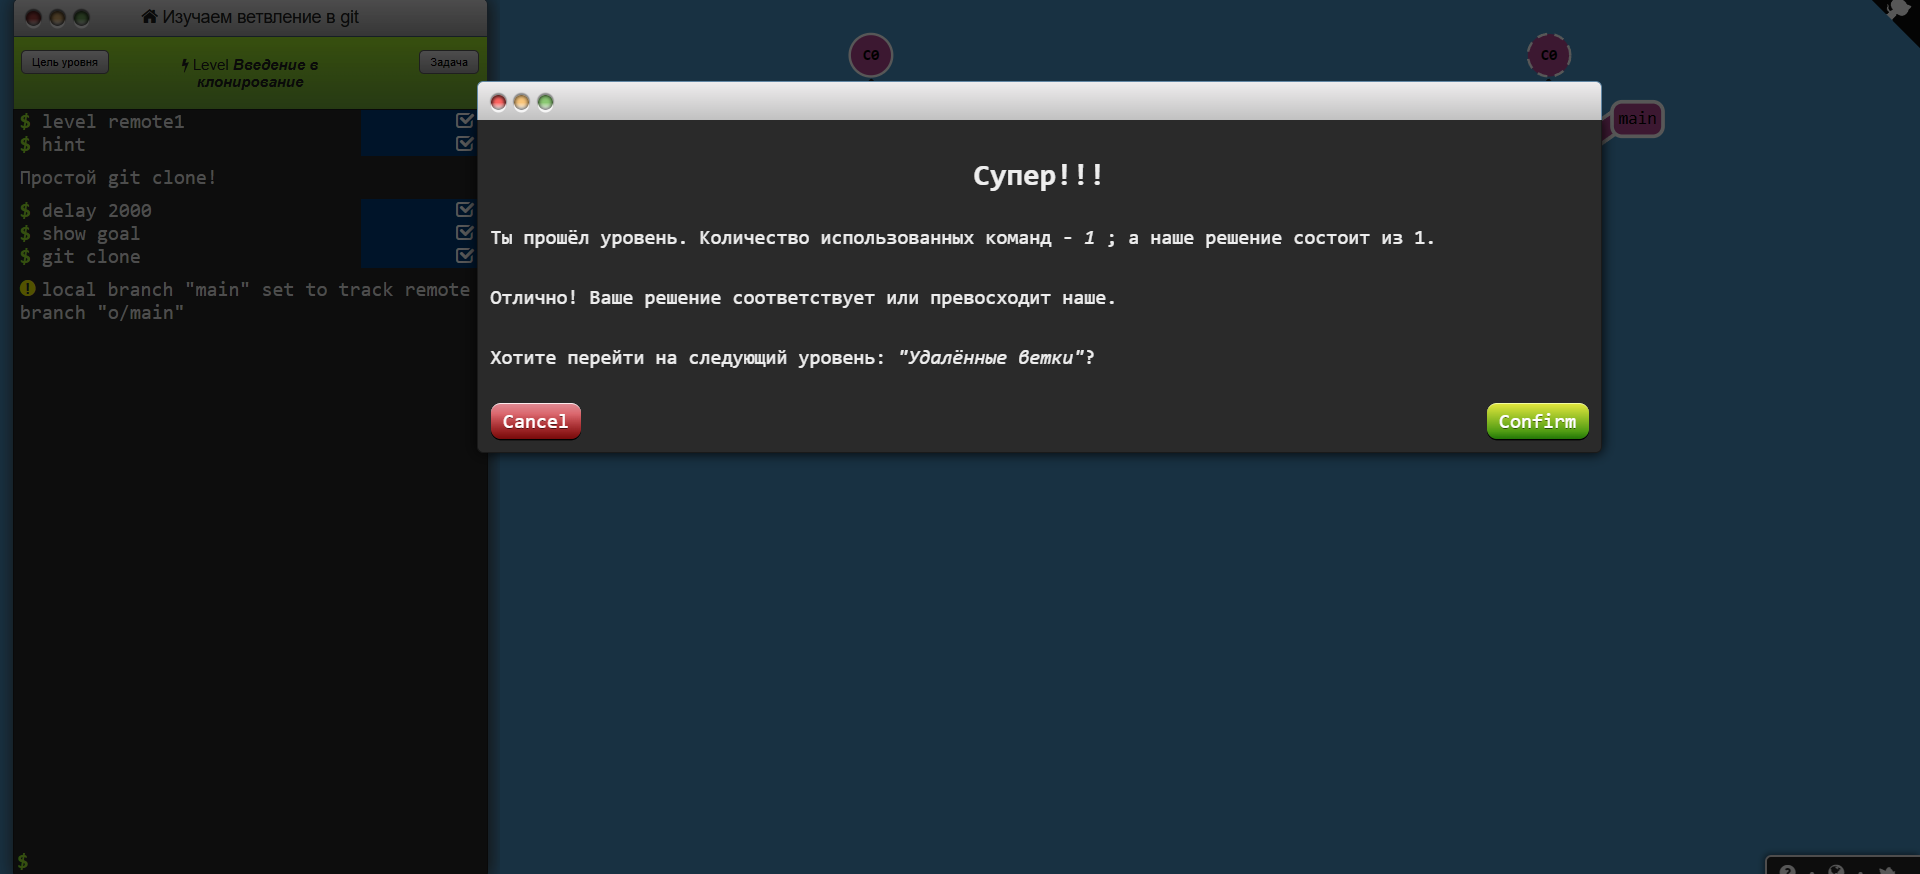 Изучаем ветвление в git
Цель уровня
Level Введение в
клонирование
Задача
$ level remote1
$ hint
Простой git clone!
$ delay 2000
$ show goal
$ git clone
local branch "main" set to track remote
branch "o/main"
$
C0
C0
main
Супер!!!
Ты прошёл уровень. Количество использованных команд - 1 ; а наше решение состоит из 1.
Отлично! Ваше решение соответствует или превосходит наше.
Хотите перейти на следующий уровень: "Удалённые ветки"?
Cancel
Confirm